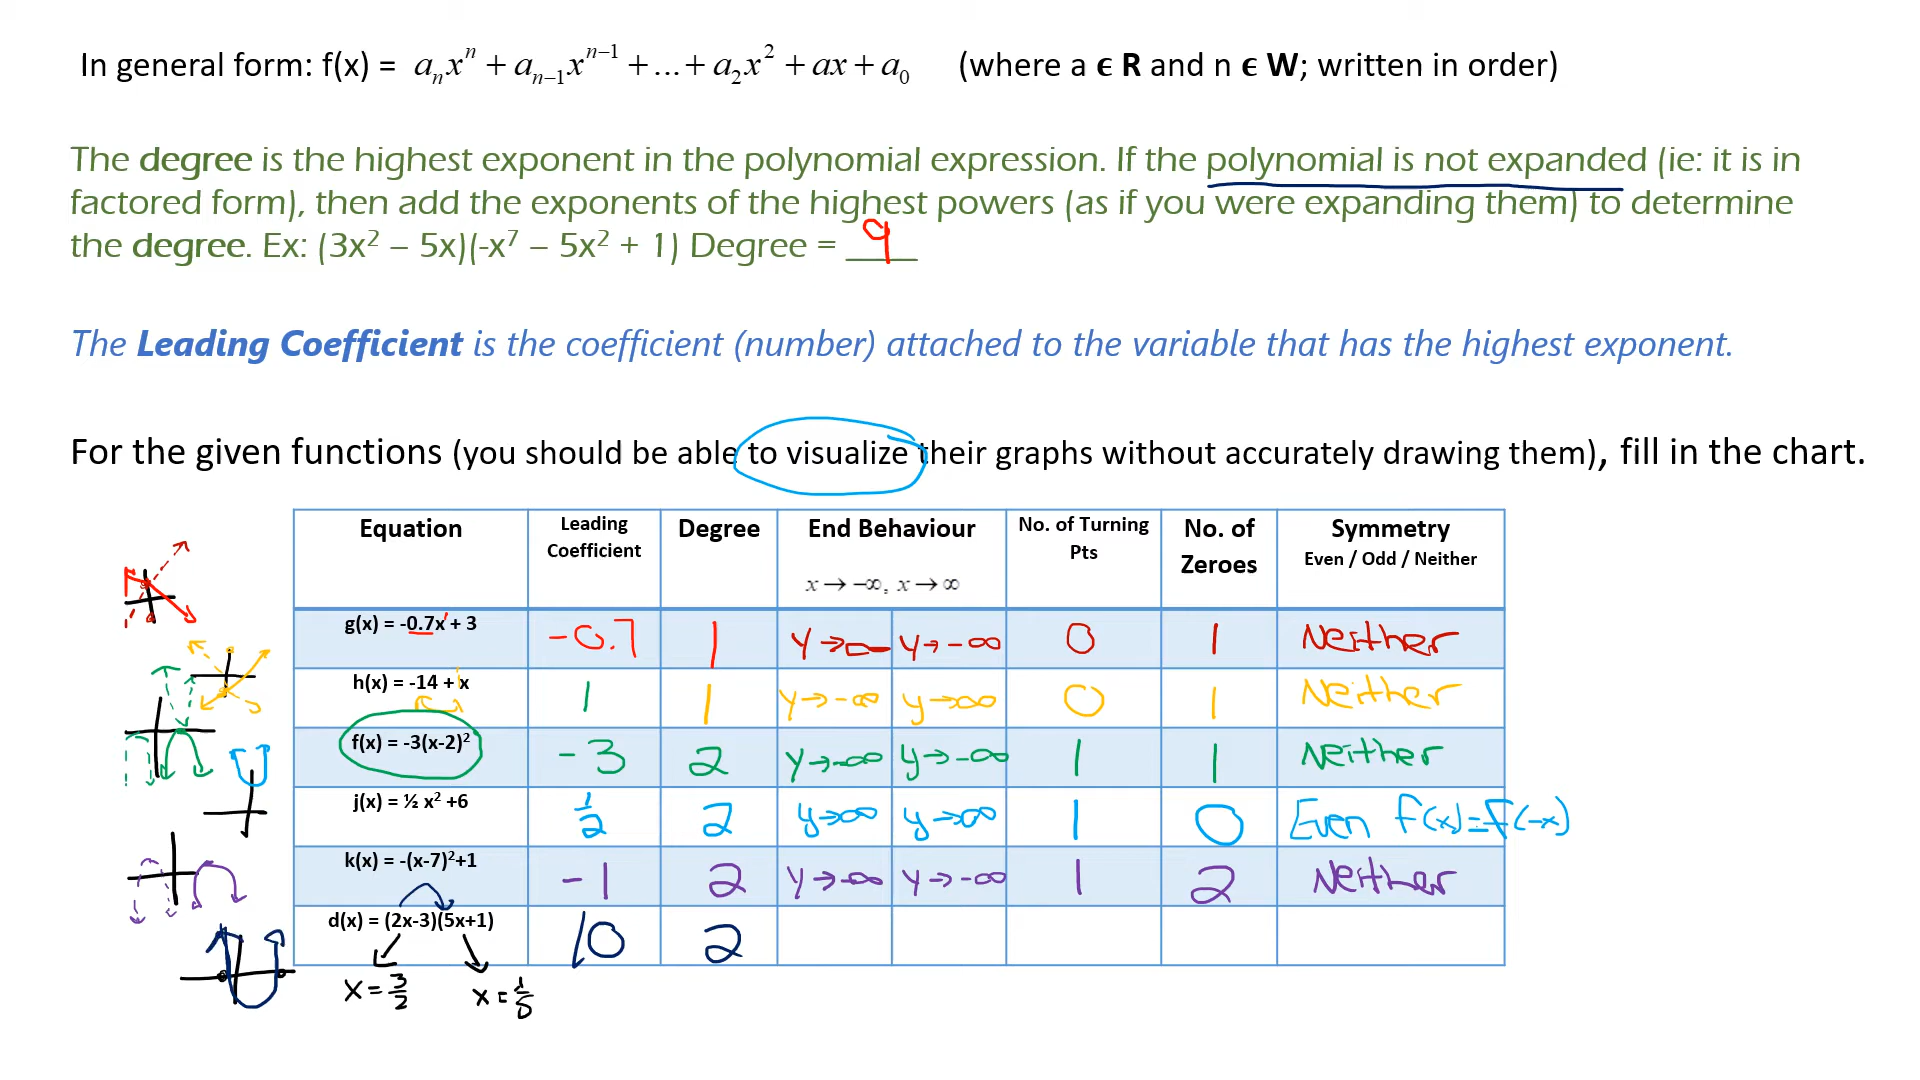 In general form: f(x) = aₙxⁿ + aₙ₋₁xⁿ⁻¹ + ... + a₂x² + ax + a₀ (where a ϵ R and n ϵ W; written in order)
The degree is the highest exponent in the polynomial expression. If the polynomial is not expanded (ie: it is in
factored form), then add the exponents of the highest powers (as if you were expanding them) to determine
the degree. Ex: (3x² – 5x)(-x⁷ – 5x² + 1) Degree = 9
The Leading Coefficient is the coefficient (number) attached to the variable that has the highest exponent.
For the given functions (you should be able to visualize their graphs without accurately drawing them), fill in the chart.
Equation Leading Coefficient Degree End Behaviour x → -∞, x → ∞ No. of Turning Pts No. of Zeroes Symmetry Even / Odd / Neither
g(x) = -0.7x¹ + 3 -0.7 1 y→∞ y→-∞ 0 1 Neither
h(x) = -14 + x 1 1 y→-∞ y→∞ 0 1 Neither
f(x) = -3(x-2)² -3 2 y→-∞ y→-∞ 1 1 Neither
j(x) = ½ x² +6 1/2 2 y→∞ y→∞ 1 0 Even f(x)=f(-x)
k(x) = -(x-7)²+1 -1 2 y→-∞ y→-∞ 1 2 Neither
d(x) = (2x-3)(5x+1) 10 2
x = 3/2 x = 1/5